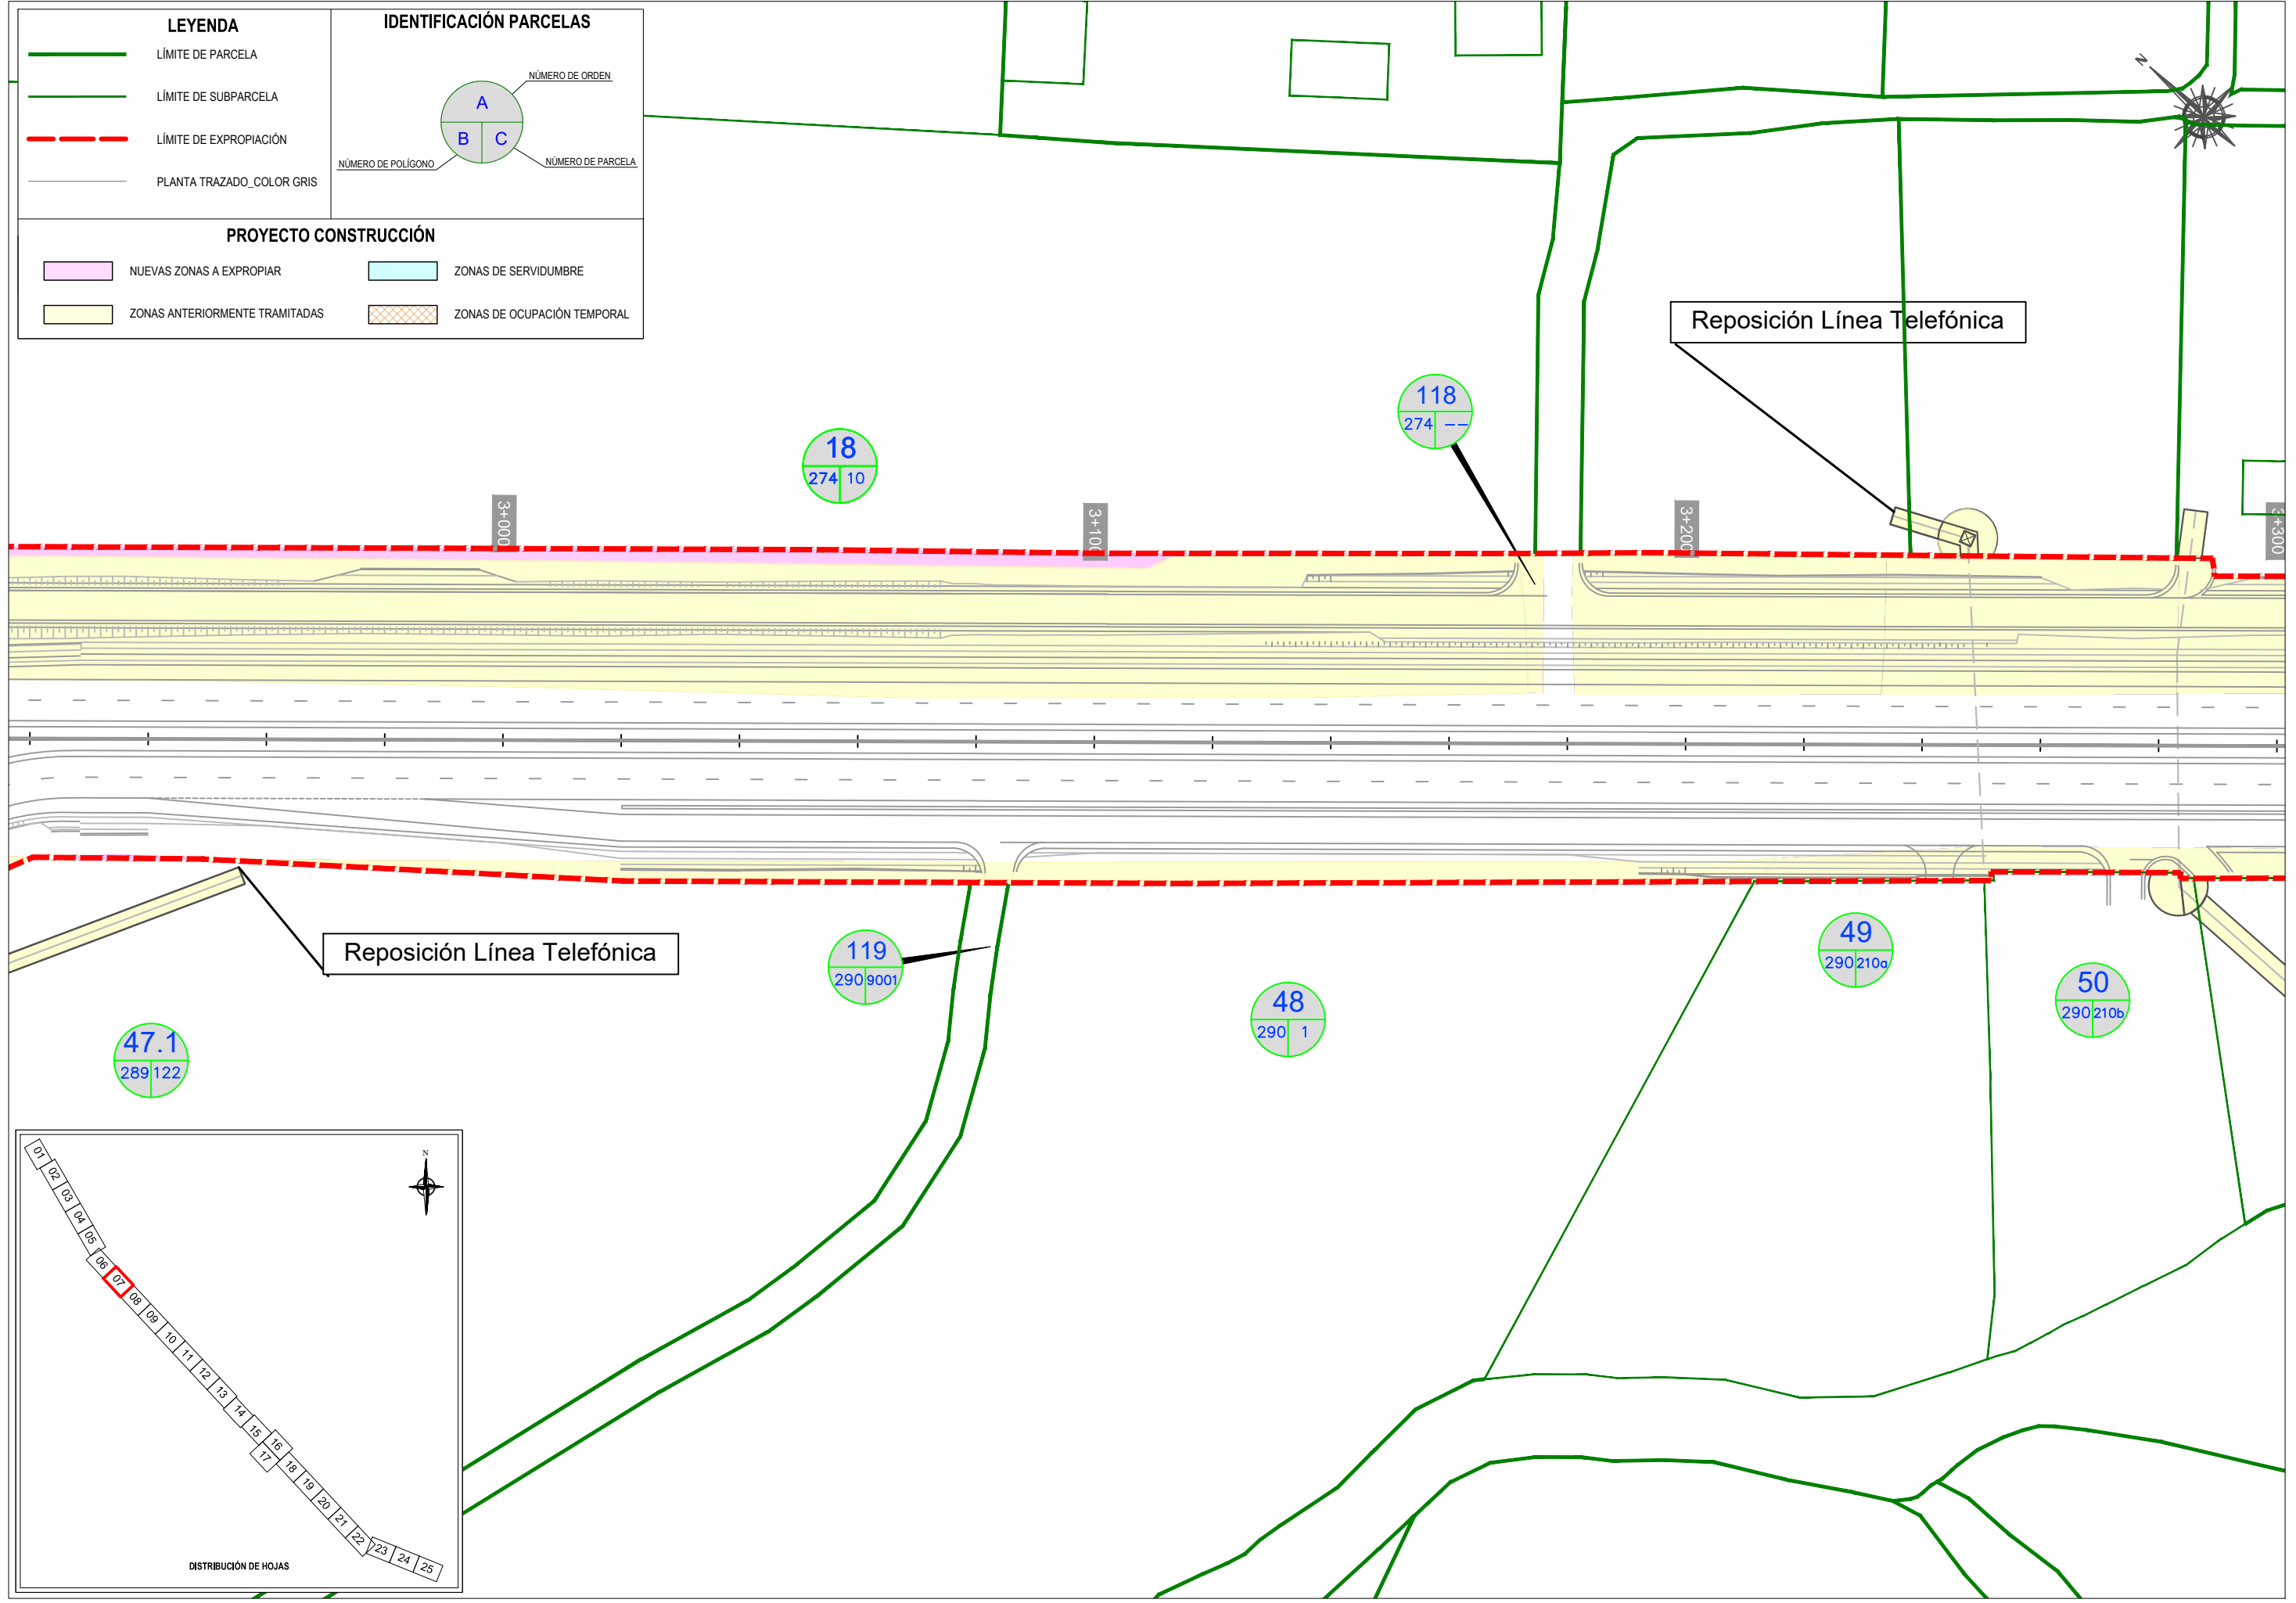 LEYENDA
LÍMITE DE PARCELA
LÍMITE DE SUBPARCELA
LÍMITE DE EXPROPIACIÓN
PLANTA TRAZADO_COLOR GRIS
IDENTIFICACIÓN PARCELAS
NÚMERO DE ORDEN
A
B C
NÚMERO DE POLÍGONO
NÚMERO DE PARCELA
PROYECTO CONSTRUCCIÓN
NUEVAS ZONAS A EXPROPIAR
ZONAS DE SERVIDUMBRE
ZONAS ANTERIORMENTE TRAMITADAS
ZONAS DE OCUPACIÓN TEMPORAL
N
Reposición Línea Telefónica
118
274 --
18
274 10
3+000
3+100
3+200
3+300
Reposición Línea Telefónica
119
290 9001
48
290 1
49
290 210a
50
290 210b
47.1
289 122
N
01
02
03
04
05
06
07
08
09
10
11
12
13
14
15
16
17
18
19
20
21
22
23
24
25
DISTRIBUCIÓN DE HOJAS